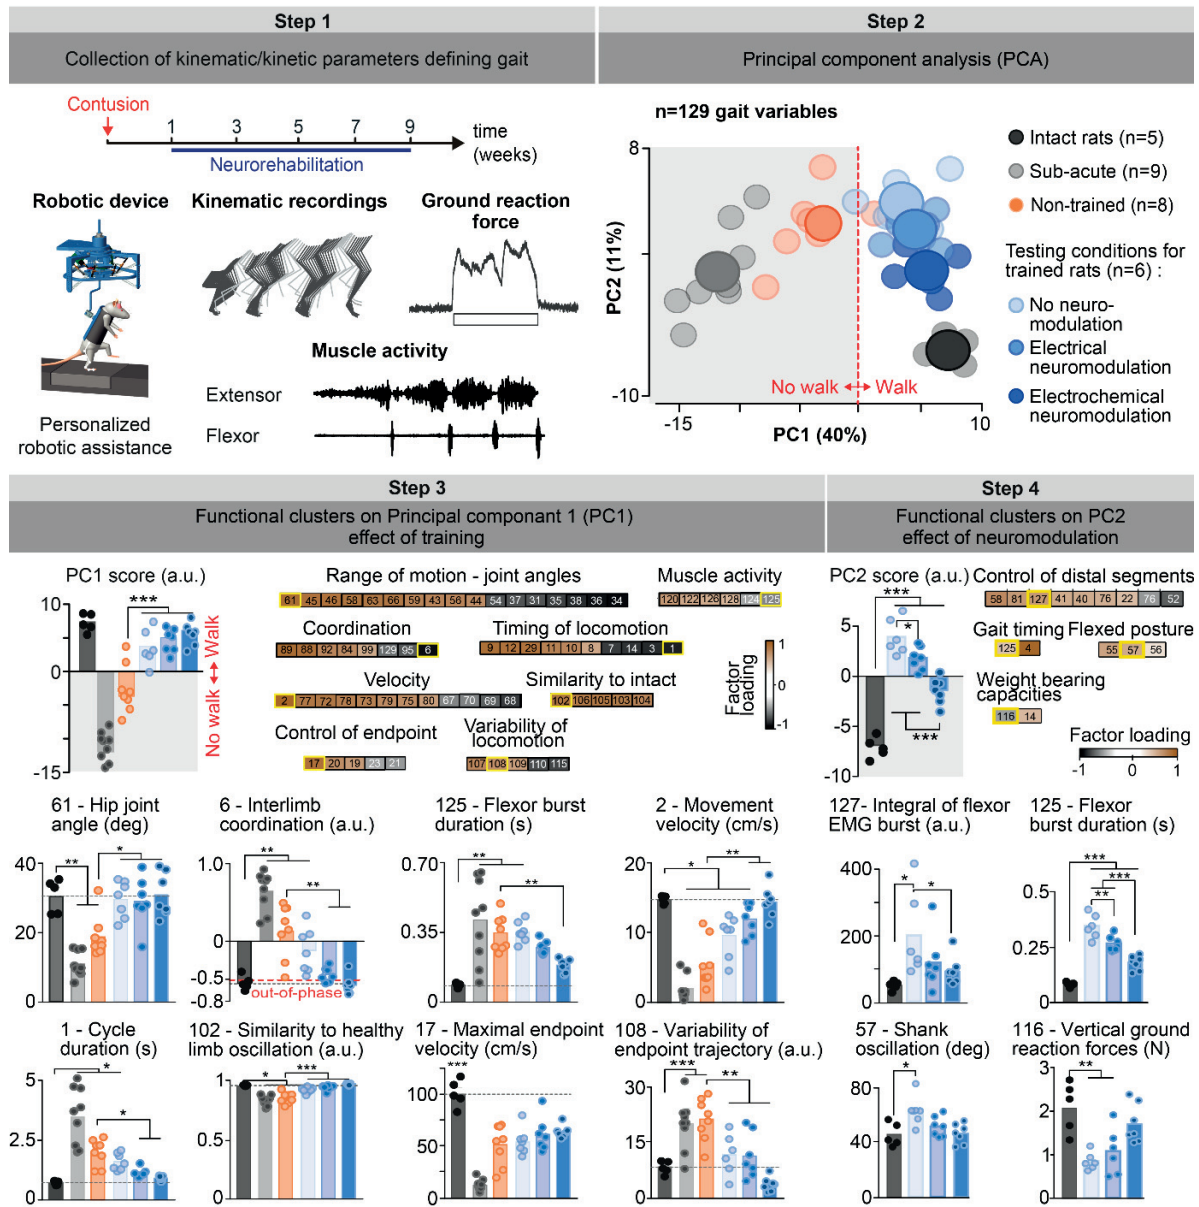 Step 1
Collection of kinematic/kinetic parameters defining gait
Contusion
1 3 5 7 9
time
(weeks)
Neurorehabilitation
Robotic device
Kinematic recordings
Ground reaction
force
Muscle activity
Extensor
Flexor
Personalized
robotic assistance
Step 2
Principal component analysis (PCA)
n=129 gait variables
8
PC2 (11%)
-10
No walk
Walk
-15
PC1 (40%)
10
Intact rats (n=5)
Sub-acute (n=9)
Non-trained (n=8)
Testing conditions for
trained rats (n=6) :
No neuro-
modulation
Electrical
neuromodulation
Electrochemical
neuromodulation
Step 3
Functional clusters on Principal componant 1 (PC1)
effect of training
PC1 score (a.u.)
10
0
-15
***
No walk
Walk
Range of motion - joint angles
61 45 46 58 63 66 59 43 56 44 54 37 31 35 38 36 34
Muscle activity
120 122 126 128 124 125
Coordination
89 88 92 84 99 129 95 6
Timing of locomotion
9 12 29 11 10 8 7 14 3 1
Velocity
2 77 72 78 73 79 75 80 67 70 69 68
Similarity to intact
102 106 105 103 104
Control of endpoint
17 20 19 23 21
Variability of
locomotion
107 108 109 110 115
Factor
loading
1
0
-1
Step 4
Functional clusters on PC2
effect of neuromodulation
PC2 score (a.u.)
5
0
-5
-10
***
*
***
Control of distal segments
58 81 127 41 40 76 22 76 52
Gait timing
125 4
Flexed posture
55 57 56
Weight bearing
capacities
116 14
Factor loading
-1 0 1
61 - Hip joint
angle (deg)
40
20
0
**
*
6 - Interlimb
coordination (a.u.)
1.0
0
-0.5
-0.8
**
**
out-of-phase
125 - Flexor burst
duration (s)
0.70
0.35
0
**
**
2 - Movement
velocity (cm/s)
20
10
0
*
**
127- Integral of flexor
EMG burst (a.u.)
400
200
0
*
*
125 - Flexor
burst duration (s)
0.5
0.25
0
***
***
**
1 - Cycle
duration (s)
5
2.5
0
*
*
102 - Similarity to healthy
limb oscillation (a.u.)
1
0.5
0
*
***
17 - Maximal endpoint
velocity (cm/s)
100
50
0
***
108 - Variability of
endpoint trajectory (a.u.)
30
20
10
0
***
**
57 - Shank
oscillation (deg)
80
40
0
*
116 - Vertical ground
reaction forces (N)
3
2
1
0
**